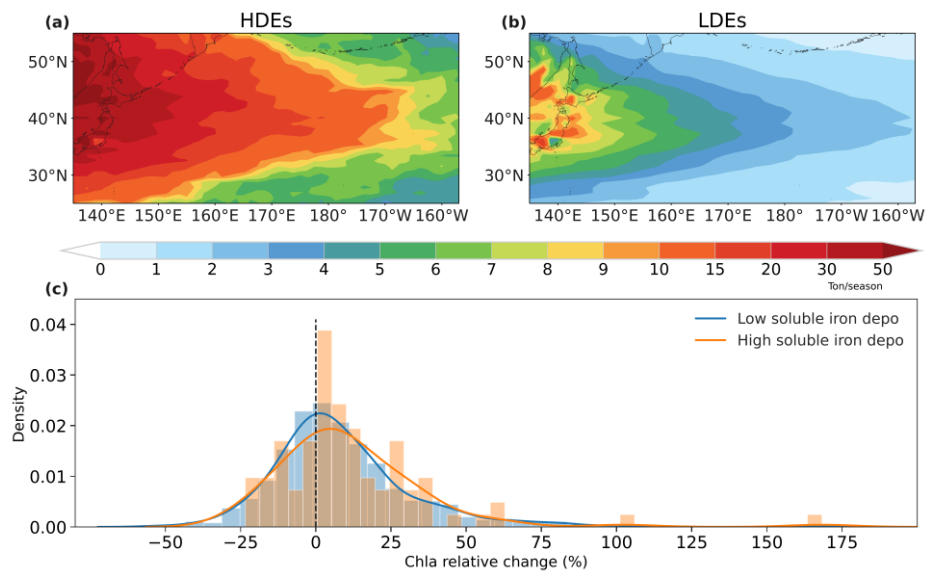 (a) HDEs
(b) LDEs
50°N
40°N
30°N
140°E 150°E 160°E 170°E 180° 170°W 160°W
50°N
40°N
30°N
140°E 150°E 160°E 170°E 180° 170°W 160°W
0 1 2 3 4 5 6 7 8 9 10 15 20 30 50
Ton/season
(c)
Low soluble iron depo
High soluble iron depo
0.04
0.03
0.02
0.01
0.00
Density
−50 −25 0 25 50 75 100 125 150 175
Chla relative change (%)